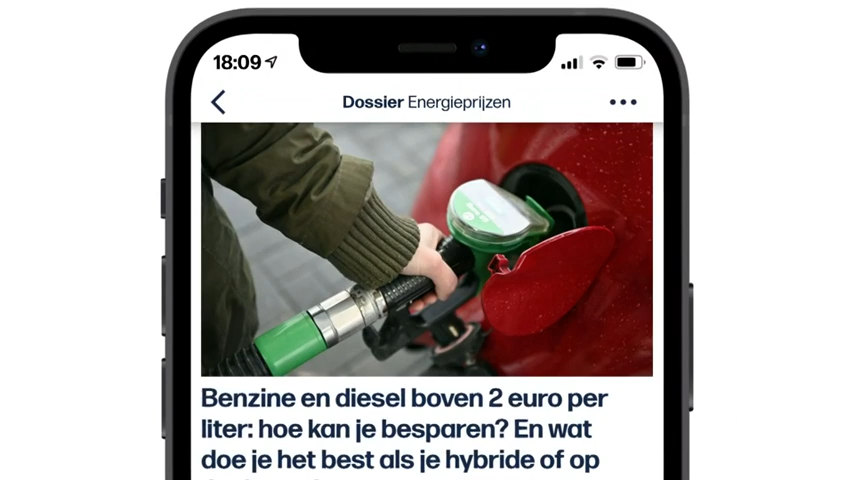 18:09
Dossier Energieprijzen
Benzine en diesel boven 2 euro per
liter: hoe kan je besparen? En wat
doe je het best als je hybride of op